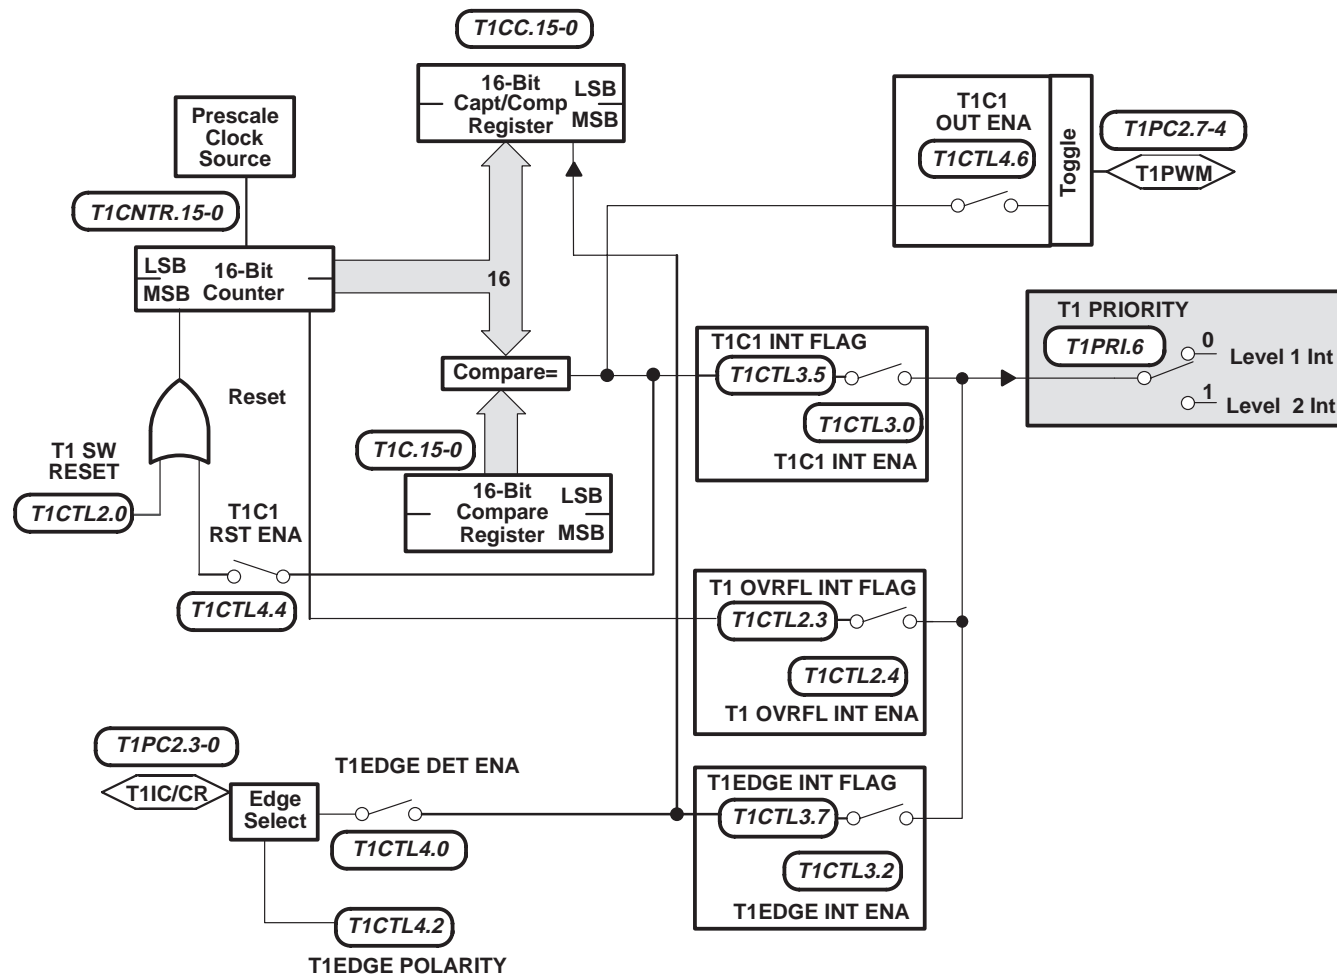 T1CC.15-0
16-Bit
Capt/Comp
Register
LSB
MSB
Prescale
Clock
Source
T1CNTR.15-0
LSB
MSB
16-Bit
Counter
16
T1C1
OUT ENA
T1CTL4.6
Toggle
T1PC2.7-4
T1PWM
T1 PRIORITY
T1PRI.6
0
Level 1 Int
1
Level 2 Int
Compare=
T1C1 INT FLAG
T1CTL3.5
T1CTL3.0
T1C1 INT ENA
Reset
T1 SW
RESET
T1CTL2.0
T1C.15-0
16-Bit
Compare
Register
LSB
MSB
T1C1
RST ENA
T1CTL4.4
T1 OVRFL INT FLAG
T1CTL2.3
T1CTL2.4
T1 OVRFL INT ENA
T1PC2.3-0
T1IC/CR
Edge
Select
T1EDGE DET ENA
T1CTL4.0
T1EDGE INT FLAG
T1CTL3.7
T1CTL3.2
T1EDGE INT ENA
T1CTL4.2
T1EDGE POLARITY